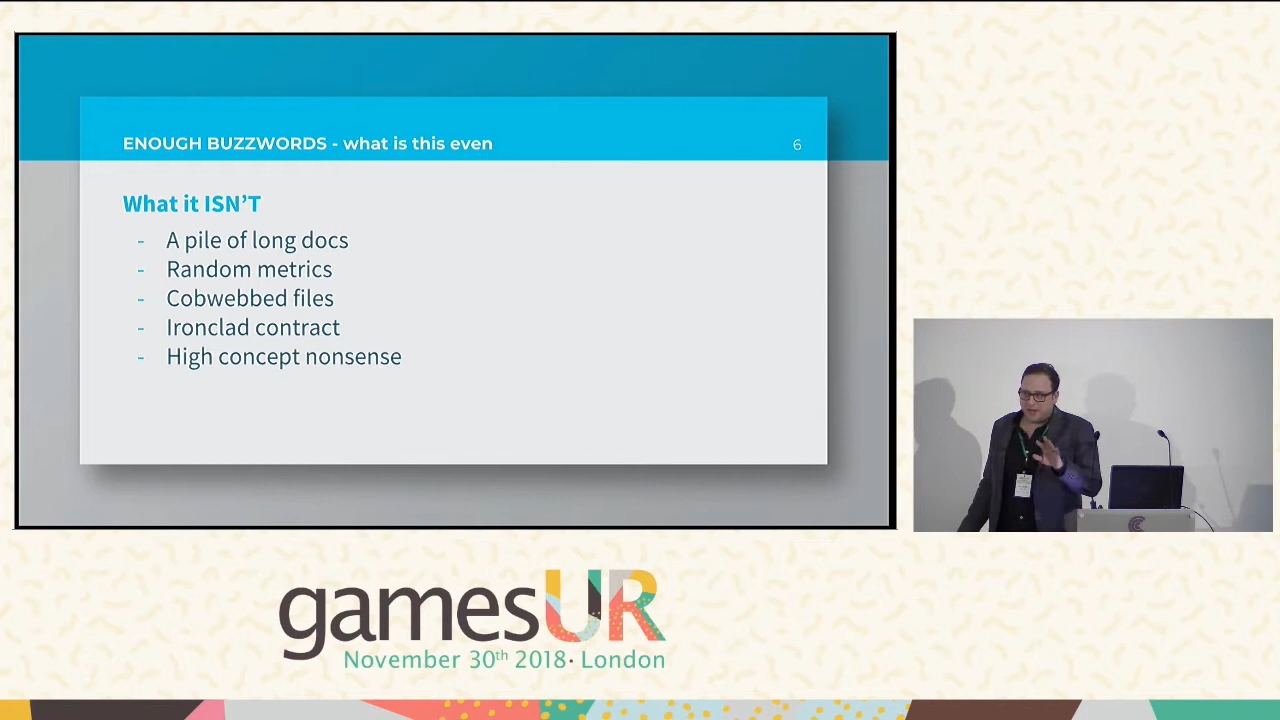 ENOUGH BUZZWORDS - what is this even
6
What it ISN'T
- A pile of long docs
- Random metrics
- Cobwebbed files
- Ironclad contract
- High concept nonsense
gamesUR
November 30th 2018 · London